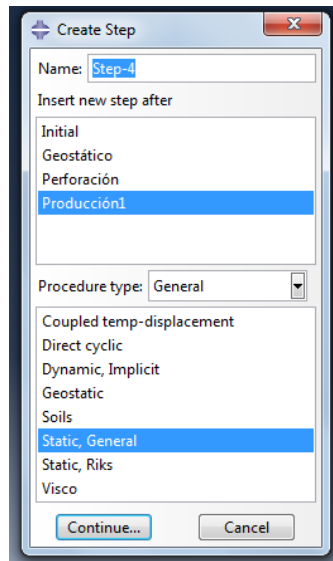 Create Step
Name: Step-4
Insert new step after
Initial
Geostático
Perforación
Producción1
Procedure type: General
Coupled temp-displacement
Direct cyclic
Dynamic, Implicit
Geostatic
Soils
Static, General
Static, Riks
Visco
Continue... Cancel